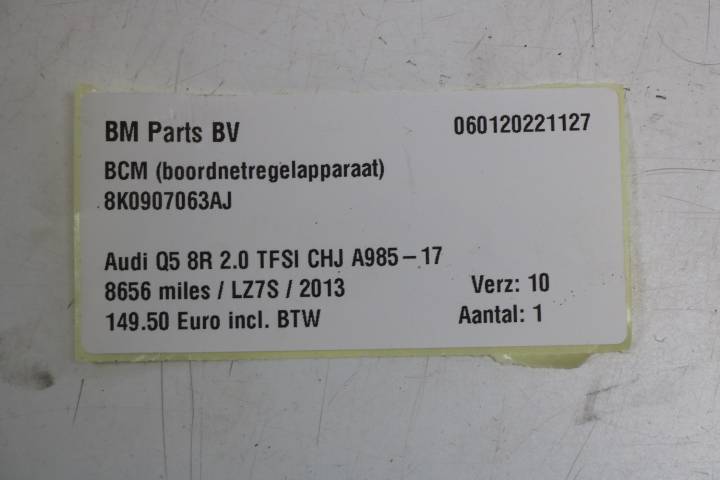 BM Parts BV 060120221127
BCM (boordnetregelapparaat)
8K0907063AJ
Audi Q5 8R 2.0 TFSI CHJ A985-17
8656 miles / LZ7S / 2013 Verz: 10
149.50 Euro incl. BTW Aantal: 1